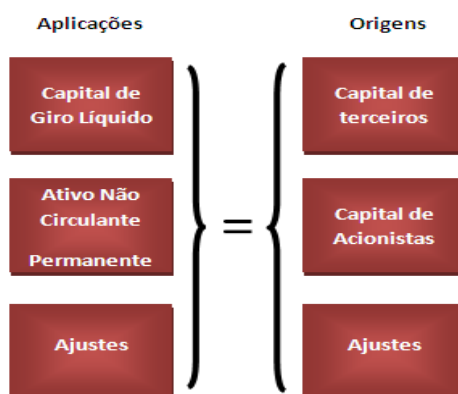 Aplicações
Origens
Capital de
Giro Líquido
Capital de
terceiros
Ativo Não
Circulante
Permanente
=
Capital de
Acionistas
Ajustes
Ajustes